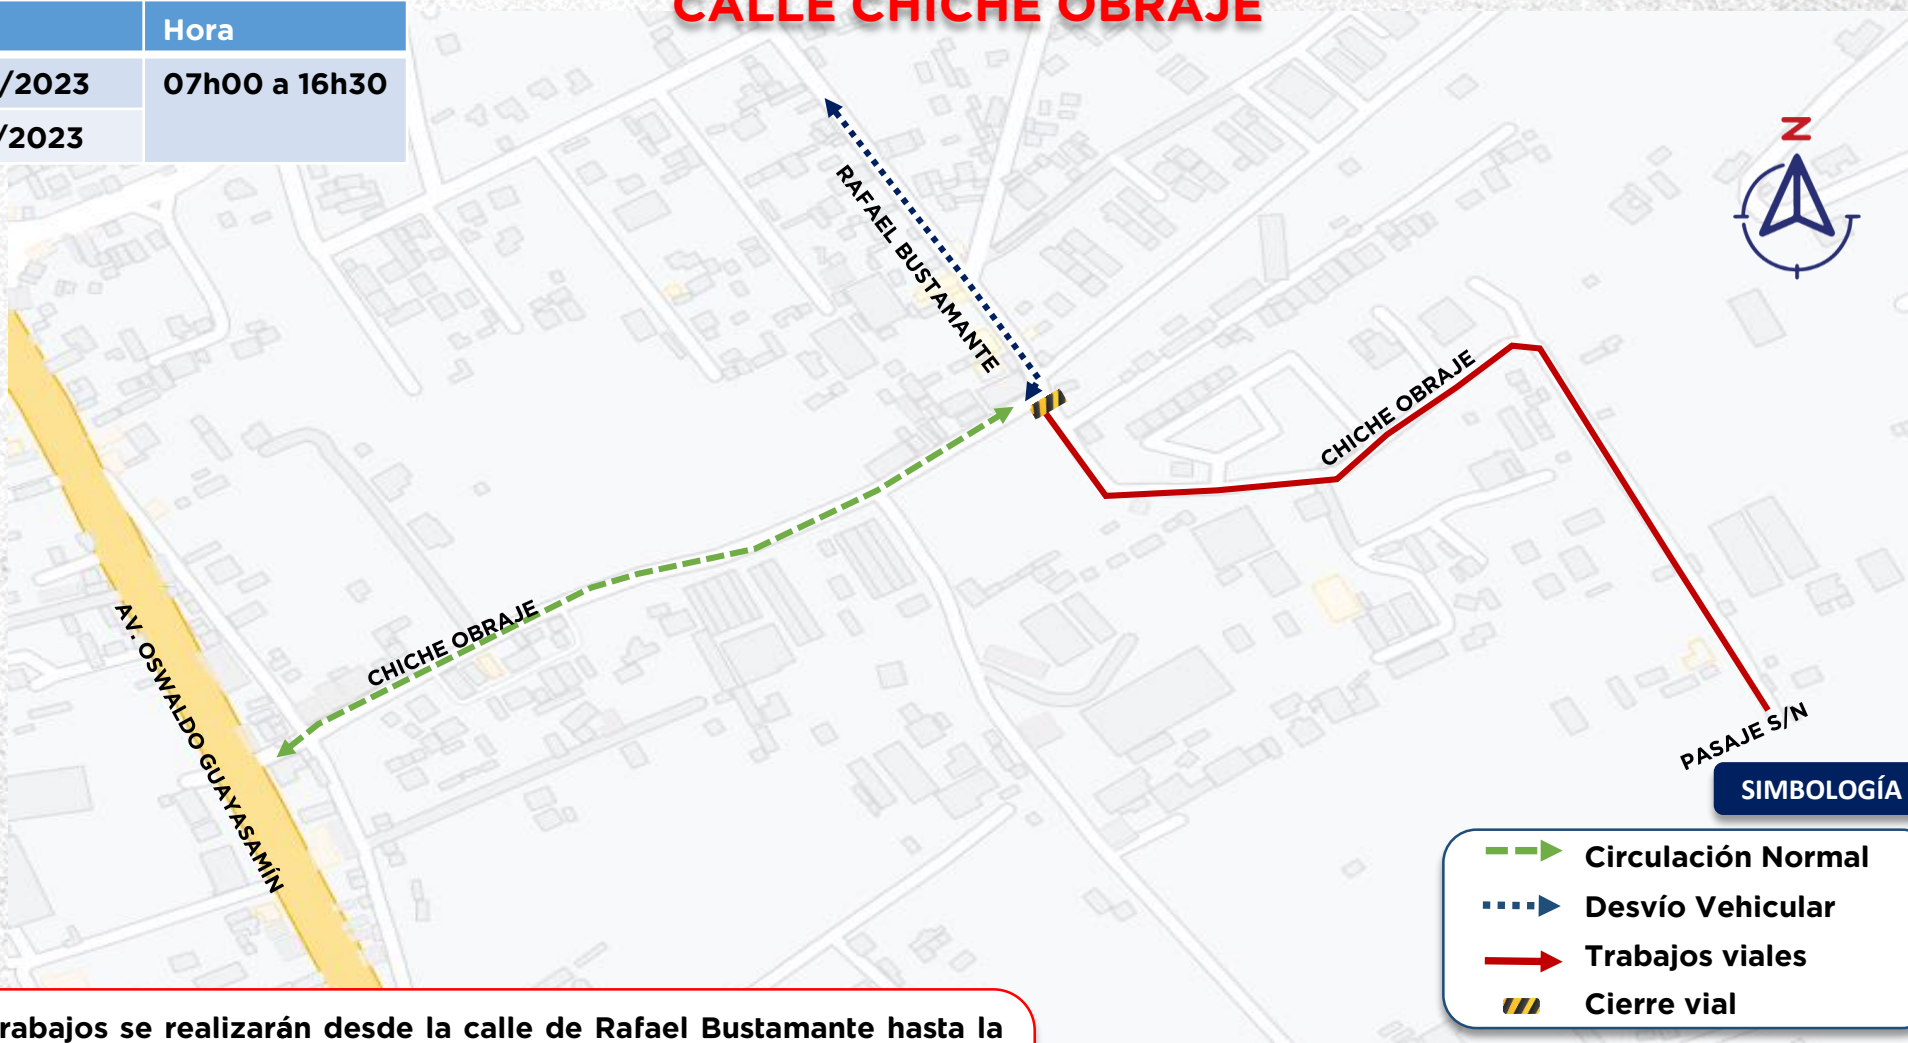 CALLE CHICHE OBRAJE
Hora
/2023
07h00 a 16h30
/2023
N
RAFAEL BUSTAMANTE
CHICHE OBRAJE
CHICHE OBRAJE
AV. OSWALDO GUAYASAMÍN
PASAJE S/N
SIMBOLOGÍA
Circulación Normal
Desvío Vehicular
Trabajos viales
Cierre vial
rabajos se realizarán desde la calle de Rafael Bustamante hasta la